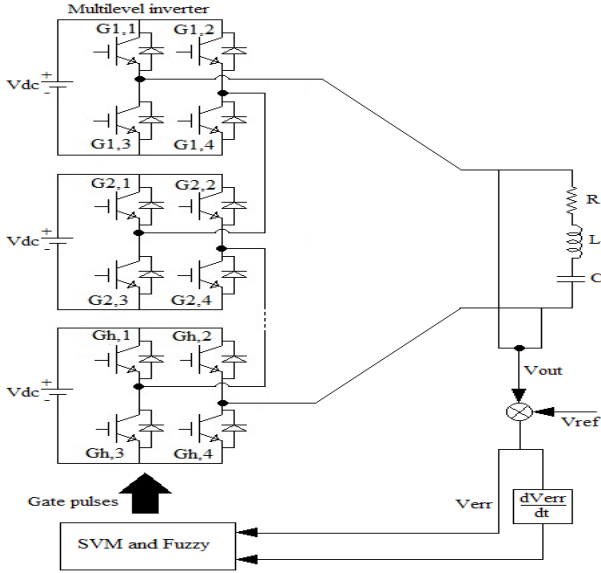 Multilevel inverter
G1,1
G1,2
Vdc
+
-
G1,3
G1,4
G2,1
G2,2
Vdc
+
-
G2,3
G2,4
Gh,1
Gh,2
Vdc
+
-
Gh,3
Gh,4
R
L
C
Vout
Vref
Gate pulses
Verr
dVerr
dt
SVM and Fuzzy